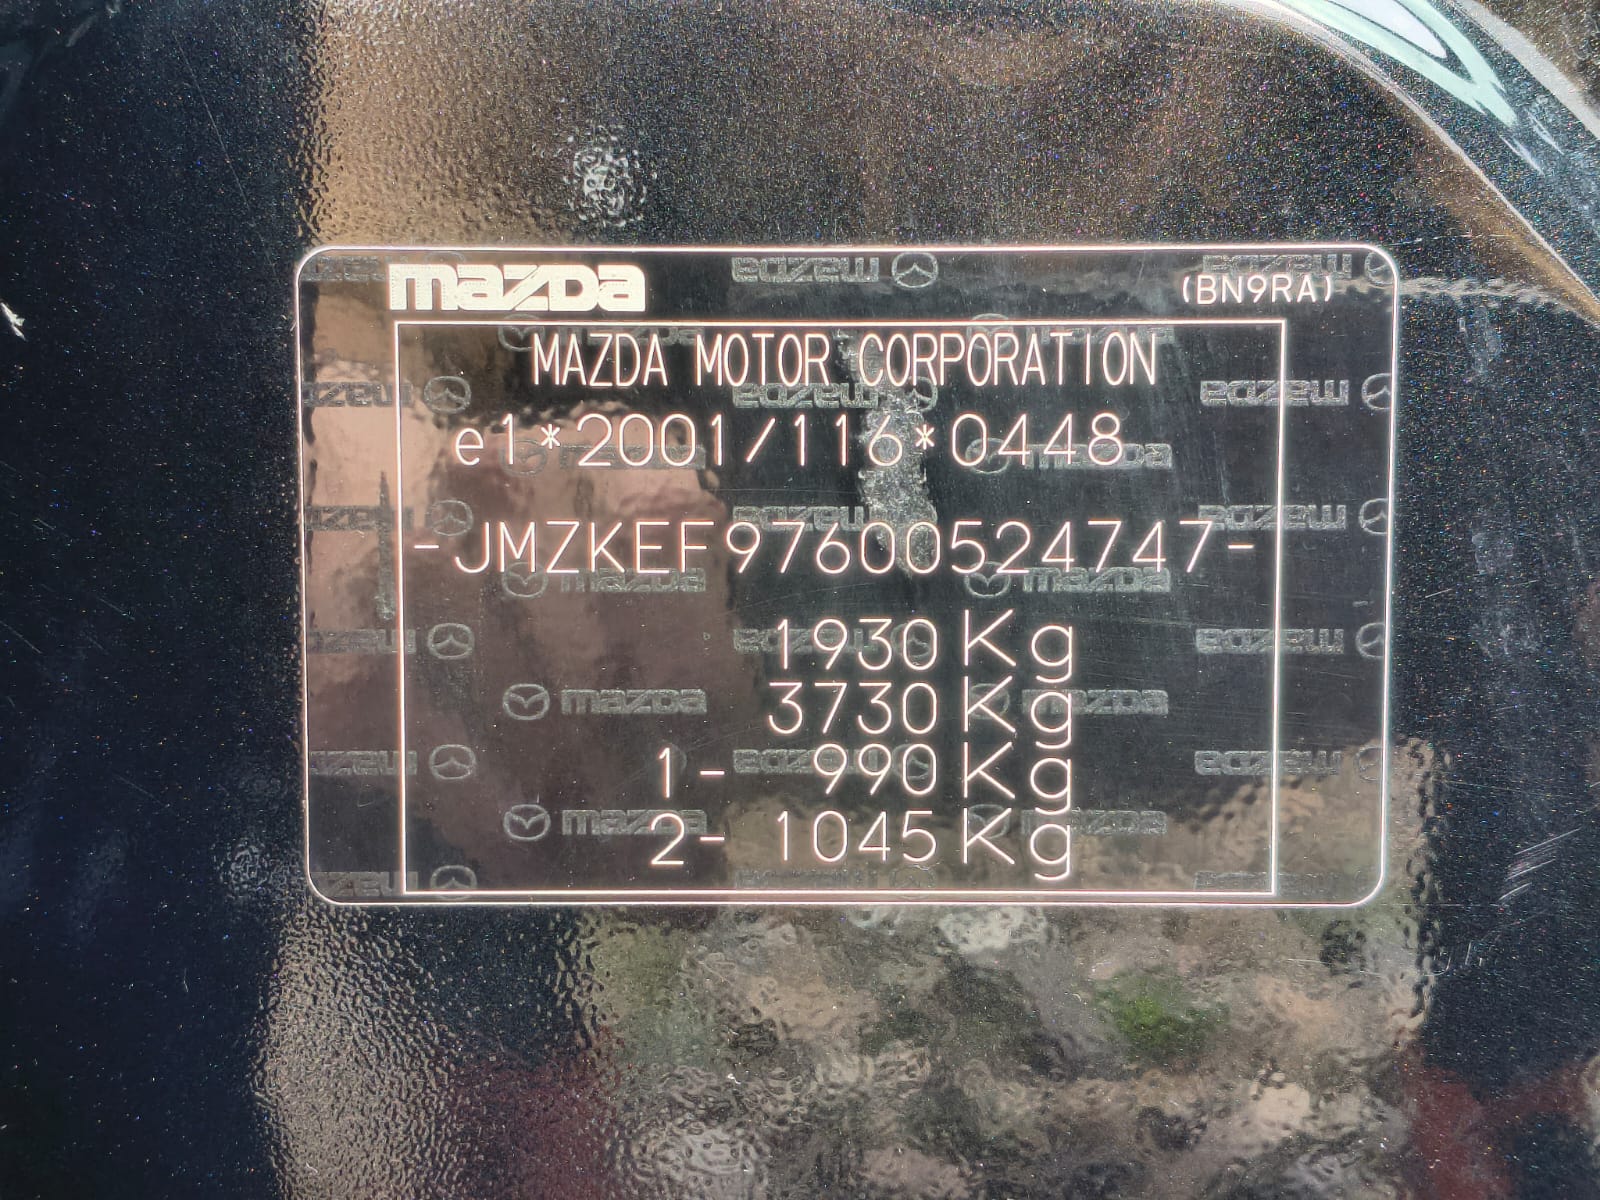 mazda (BN9RA)
MAZDA MOTOR CORPORATION
e1*2001/116*0448
-JMZKEF97600524747-
1930 Kg
3730 Kg
1- 990 Kg
2- 1045 Kg